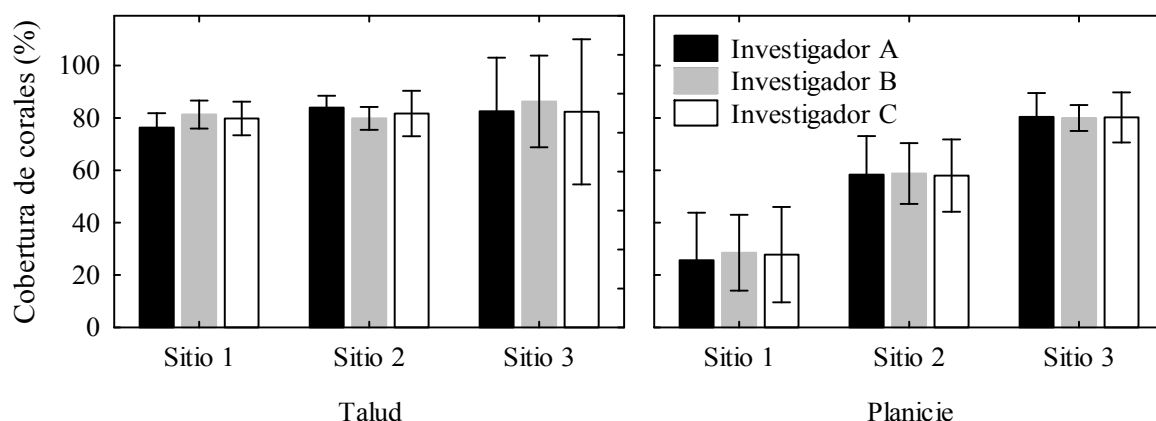 Cobertura de corales (%)
100
80
60
40
20
0
Sitio 1
Sitio 2
Sitio 3
Talud
Investigador A
Investigador B
Investigador C
Sitio 1
Sitio 2
Sitio 3
Planicie